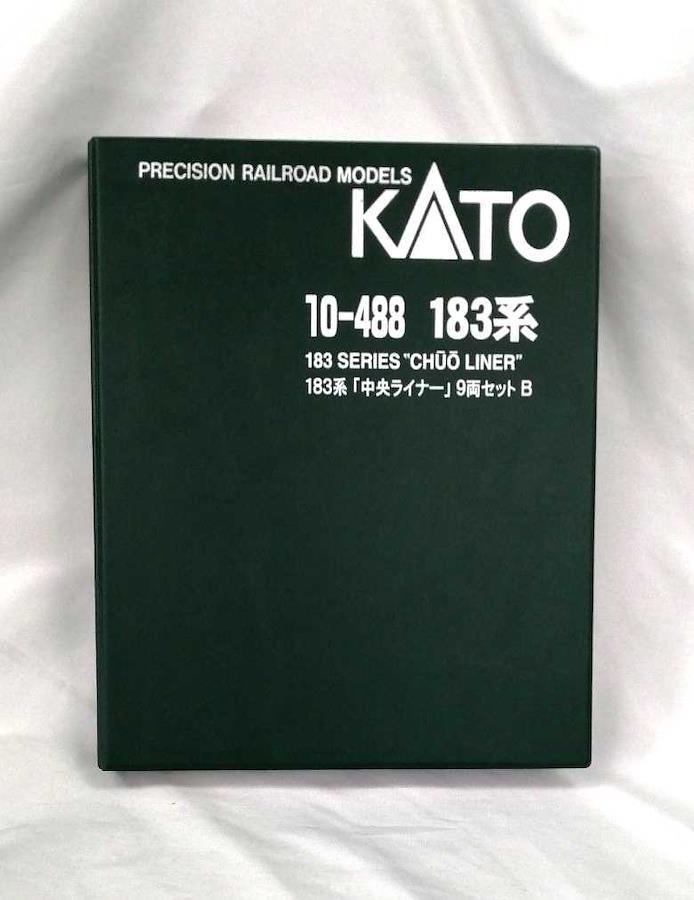 PRECISION RAILROAD MODELS
KATO
10-488 183系
183 SERIES "CHŪŌ LINER"
183系「中央ライナー」9両セット B